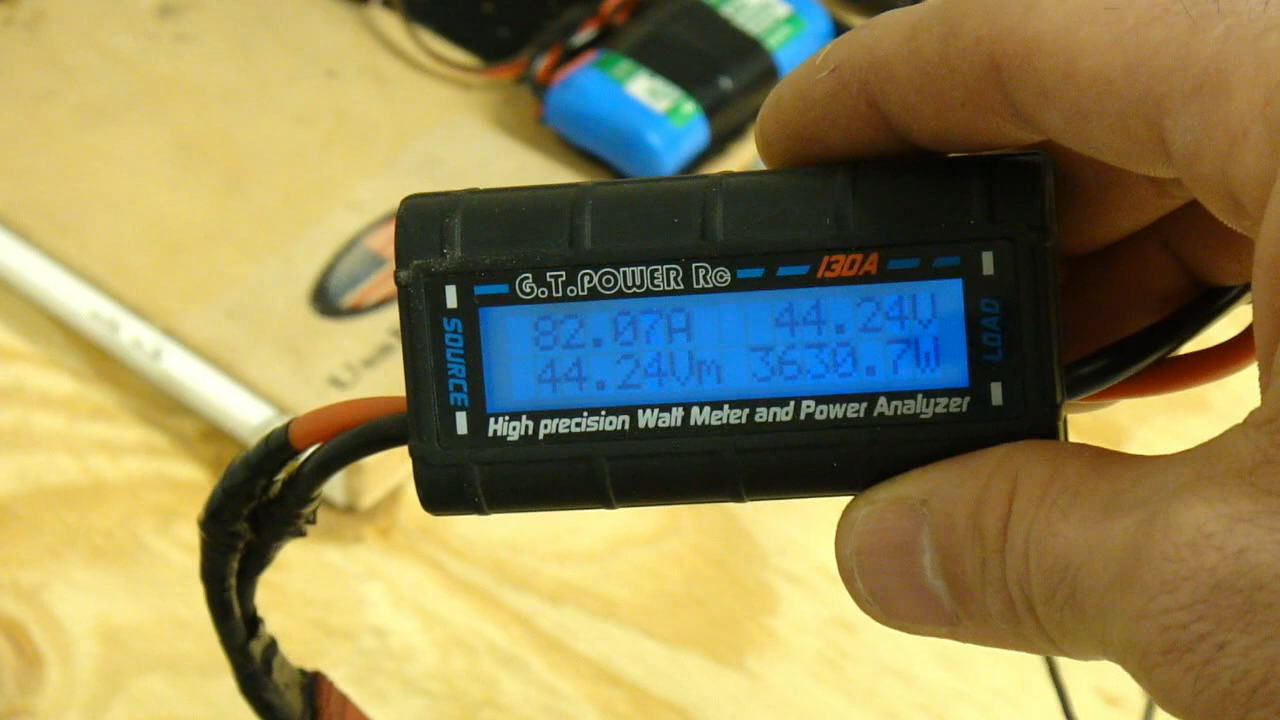 G.T.POWER RC 130A
SOURCE
82.07A 44.24V
44.24Vm 3630.7W
LOAD
High precision Watt Meter and Power Analyzer